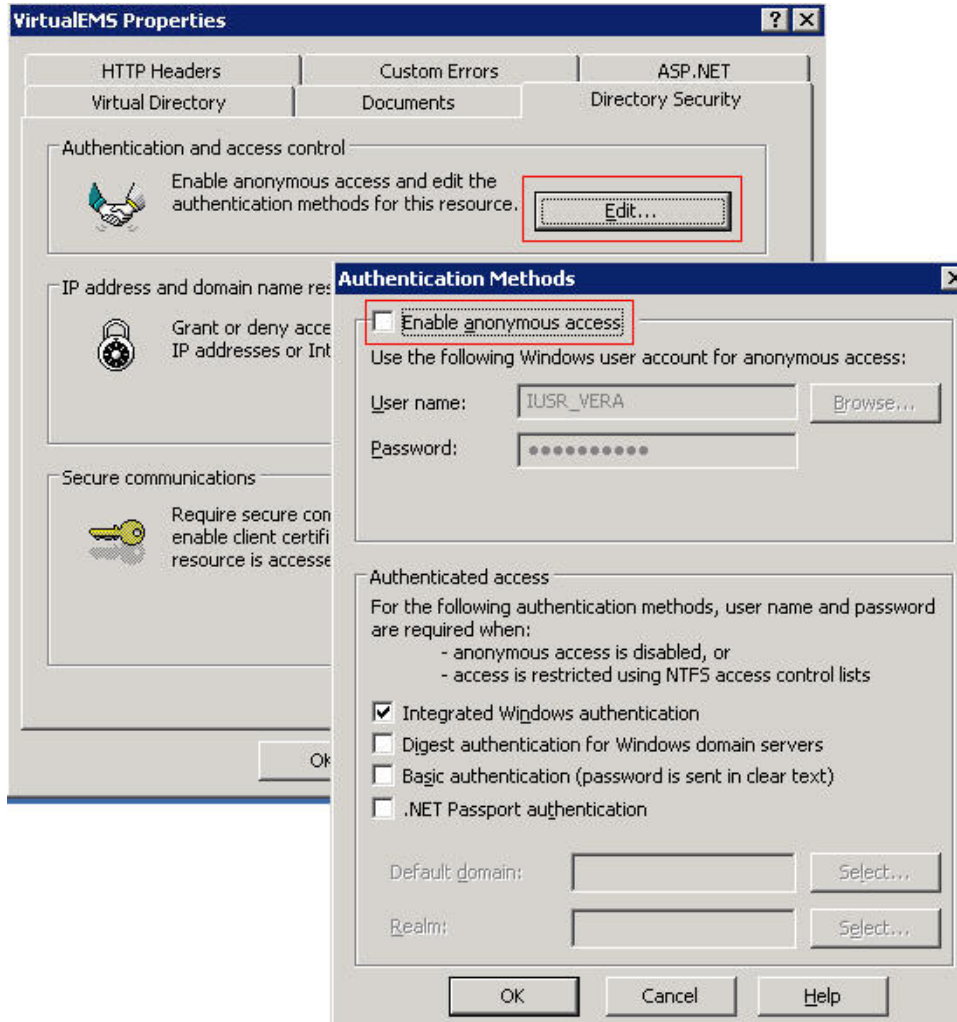 VirtualEMS Properties
HTTP Headers
Custom Errors
ASP.NET
Virtual Directory
Documents
Directory Security
Authentication and access control
Enable anonymous access and edit the
authentication methods for this resource.
Edit...
IP address and domain name res
Grant or deny acce
IP addresses or Int
Secure communications
Require secure con
enable client certifi
resource is accesse
OK
Authentication Methods
Enable anonymous access
Use the following Windows user account for anonymous access:
User name:
IUSR_VERA
Browse...
Password:
●●●●●●●●●●
Authenticated access
For the following authentication methods, user name and password
are required when:
- anonymous access is disabled, or
- access is restricted using NTFS access control lists
Integrated Windows authentication
Digest authentication for Windows domain servers
Basic authentication (password is sent in clear text)
.NET Passport authentication
Default domain:
Select...
Realm:
Select...
OK
Cancel
Help